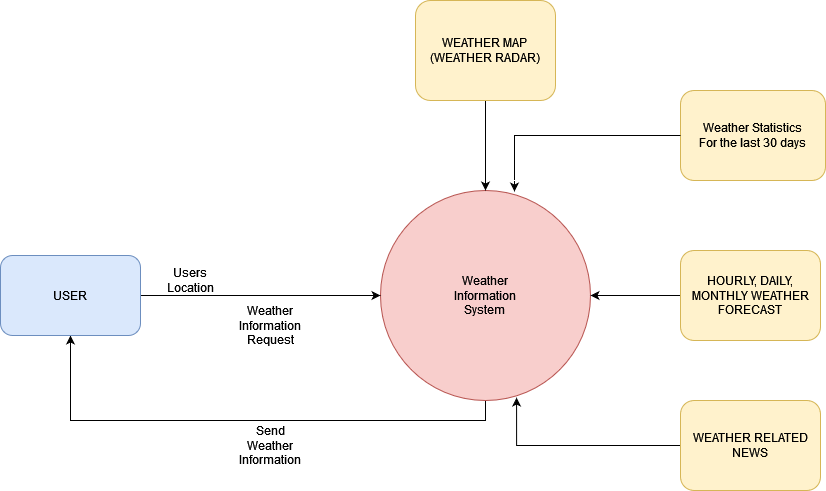 WEATHER MAP
(WEATHER RADAR)
Weather Statistics
For the last 30 days
Users
Location
USER
Weather
Information
Request
Weather
Information
System
HOURLY, DAILY,
MONTHLY WEATHER
FORECAST
Send
Weather
Information
WEATHER RELATED
NEWS